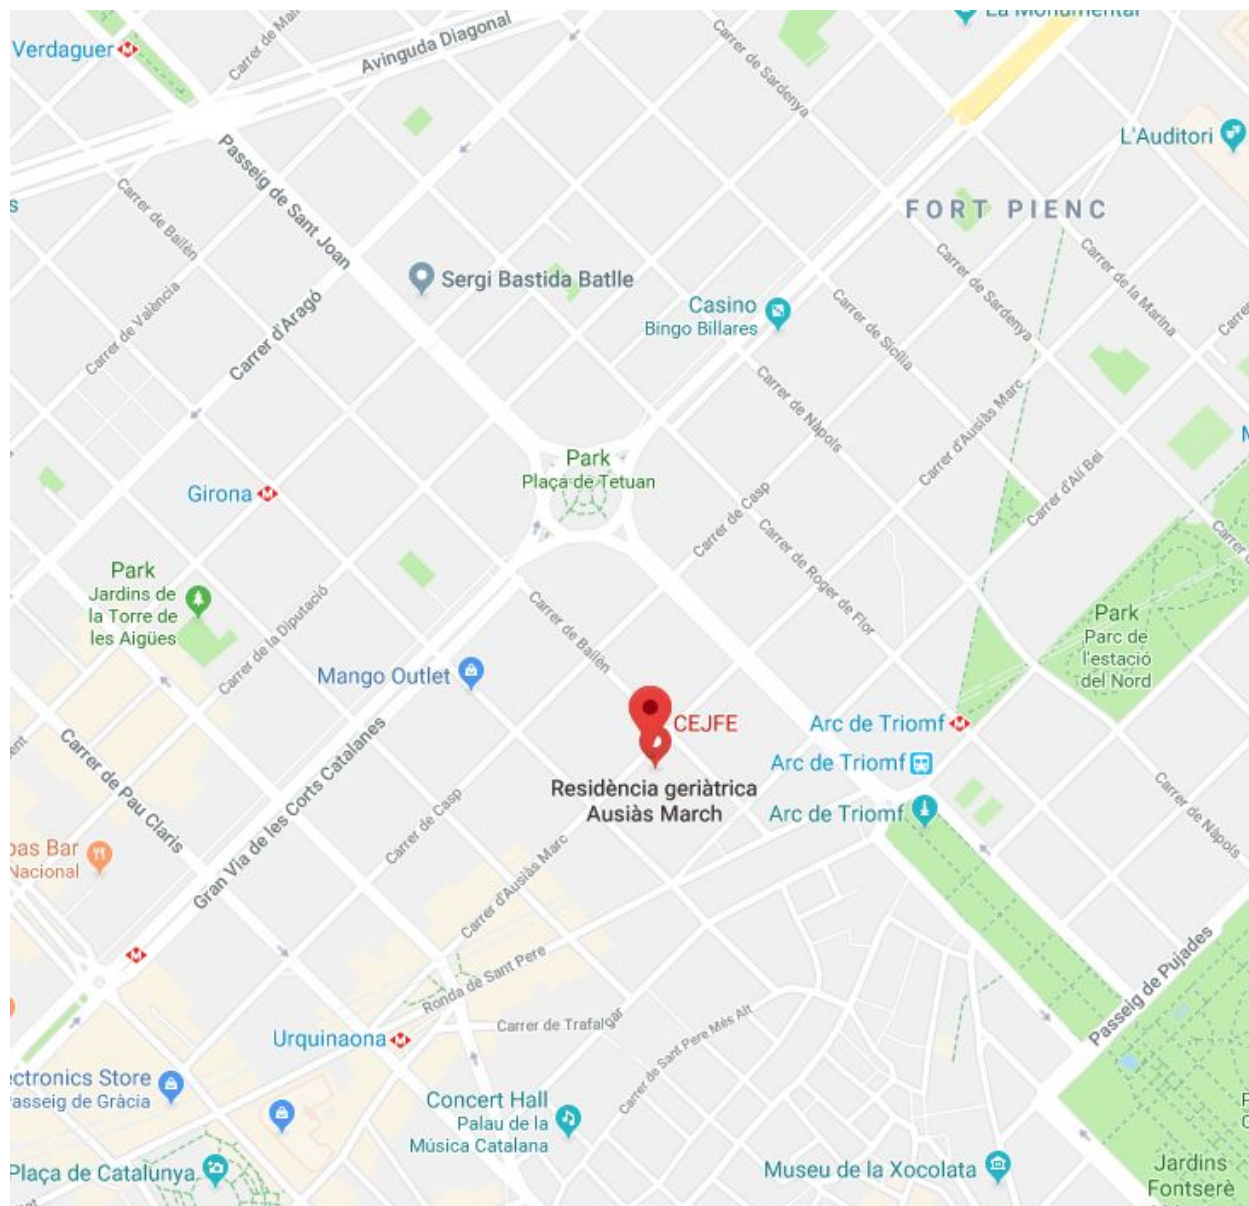 La Monumental
Verdaguer
Avinguda Diagonal
Carrer de Sardenya
L'Auditori
Passeig de Sant Joan
Carrer de Bailèn
FORT PIENC
Carrer de Sardenya
Carrer de la Marina
Sergi Bastida Batlle
Casino
Bingo Billares
Carrer de València
Carrer d'Aragó
Carrer de Sicília
Carrer de Nàpols
Carrer d'Ausiàs Marc
Park
Plaça de Tetuan
Girona
Carrer de Casp
Carrer d'Alí Bei
Carrer de Roger de Flor
Park
Jardins de
la Torre de
les Aigües
Carrer de la Diputació
Carrer de Bailèn
Park
Parc de
l'estació
del Nord
Mango Outlet
CEJFE
Arc de Triomf
Arc de Triomf
Arc de Triomf
Residència geriàtrica
Ausiàs March
Carrer de Pau Claris
Gran Via de les Corts Catalanes
Carrer de Casp
Carrer de Nàpols
pas Bar
Nacional
Carrer d'Ausiàs Marc
Ronda de Sant Pere
Passeig de Pujades
Carrer de Trafalgar
Urquinaona
Carrer de Sant Pere Més Alt
ectronics Store
Passeig de Gràcia
Concert Hall
Palau de la
Música Catalana
Plaça de Catalunya
Museu de la Xocolata
Jardins
Fontserè